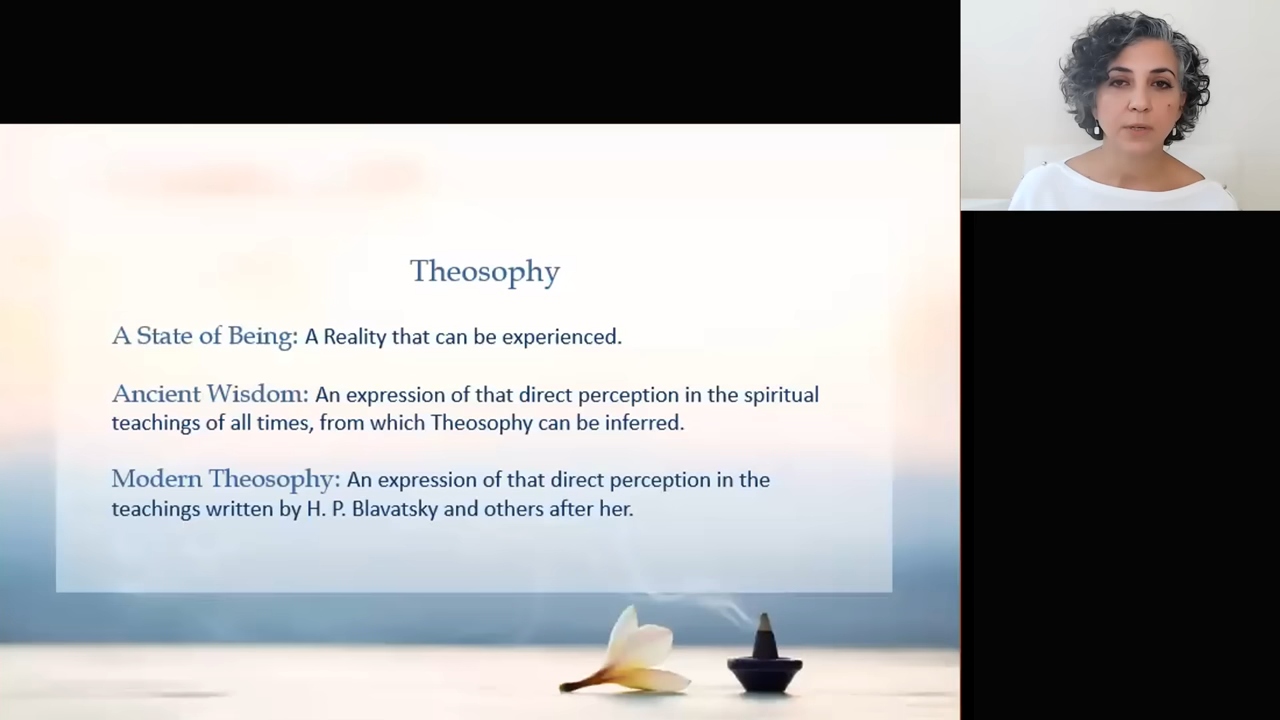 Theosophy
A State of Being: A Reality that can be experienced.
Ancient Wisdom: An expression of that direct perception in the spiritual
teachings of all times, from which Theosophy can be inferred.
Modern Theosophy: An expression of that direct perception in the
teachings written by H. P. Blavatsky and others after her.